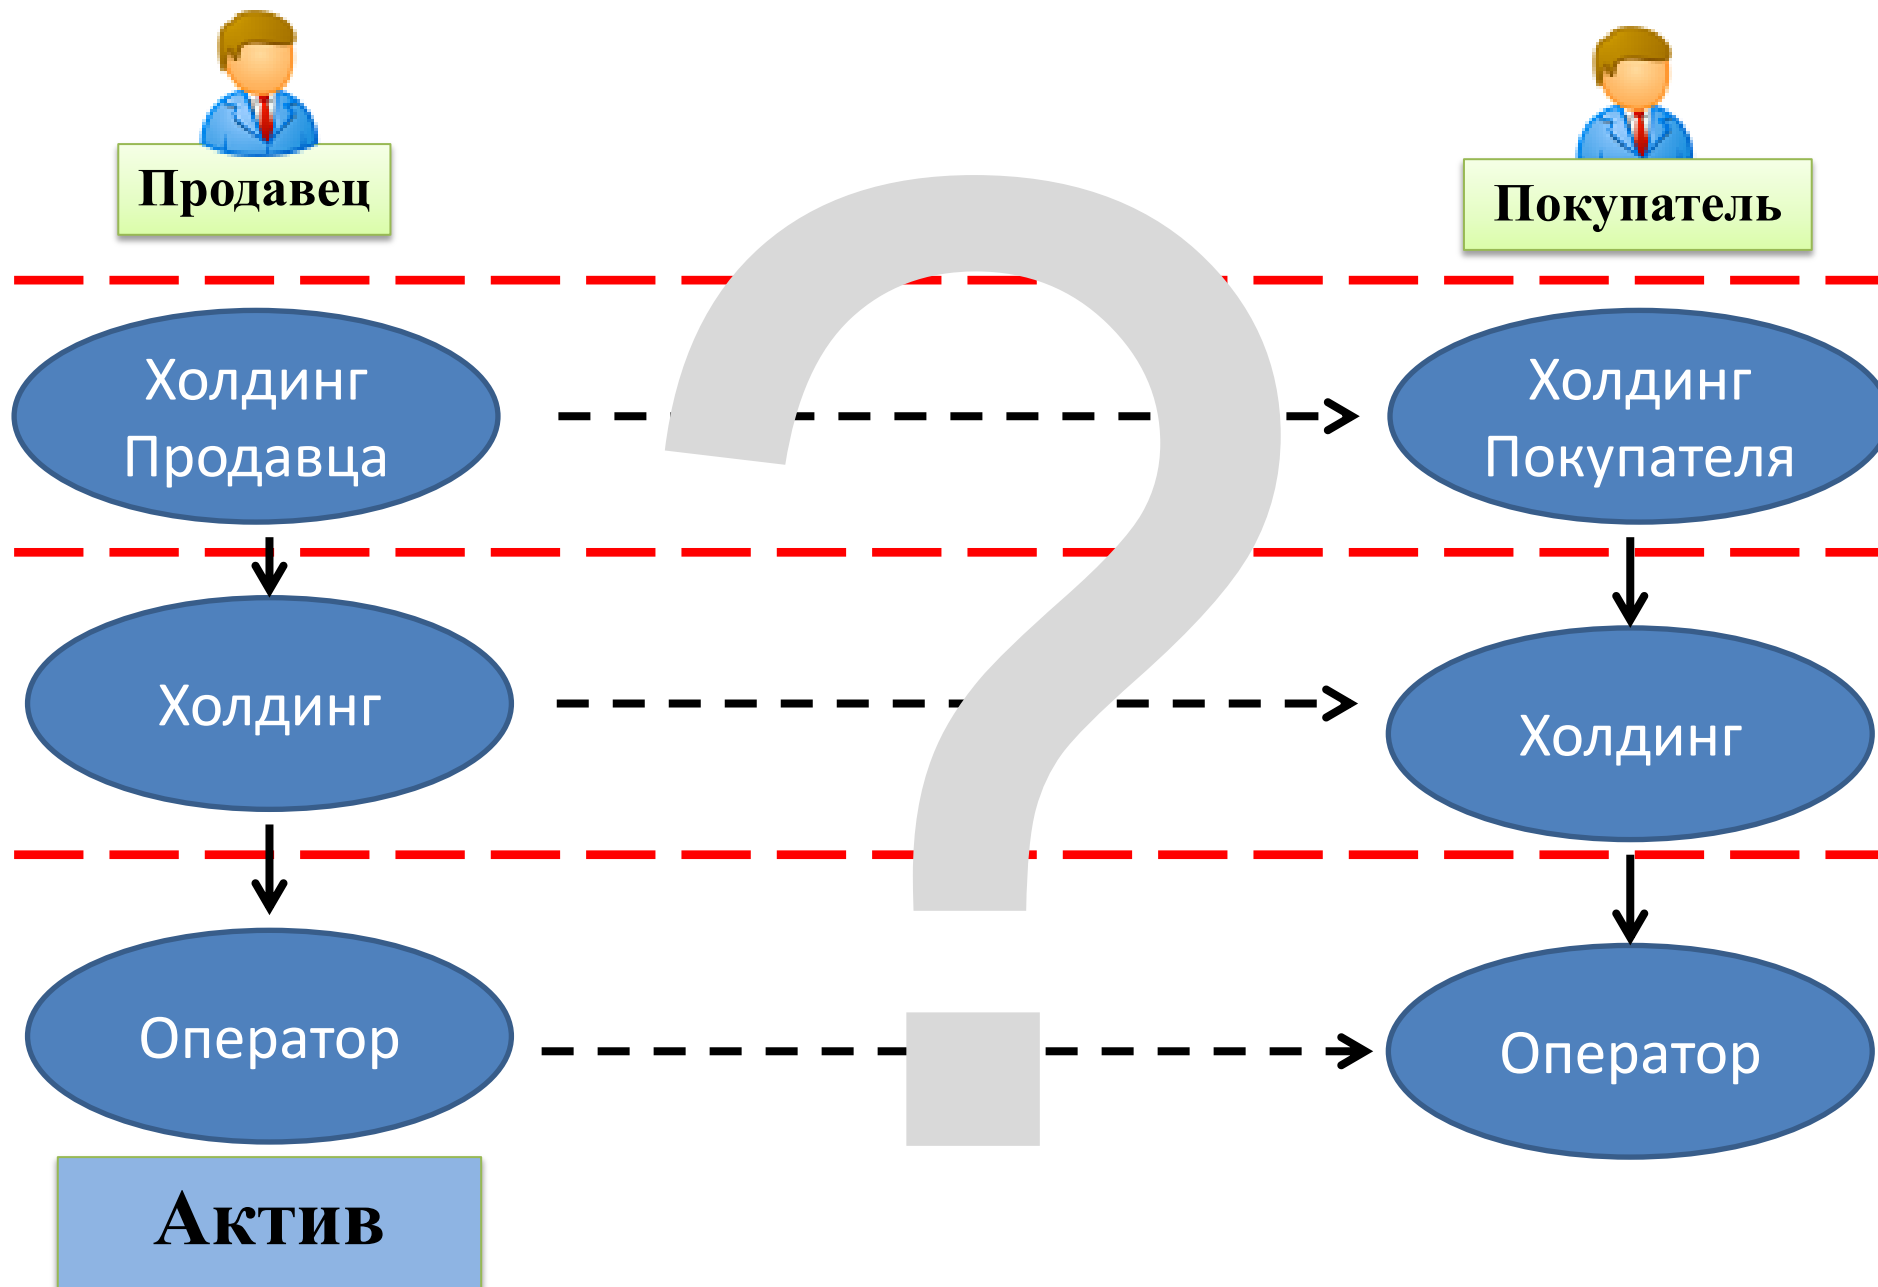 Продавец
Покупатель
Холдинг
Продавца
Холдинг
Покупателя
Холдинг
Холдинг
Оператор
Оператор
Актив
?